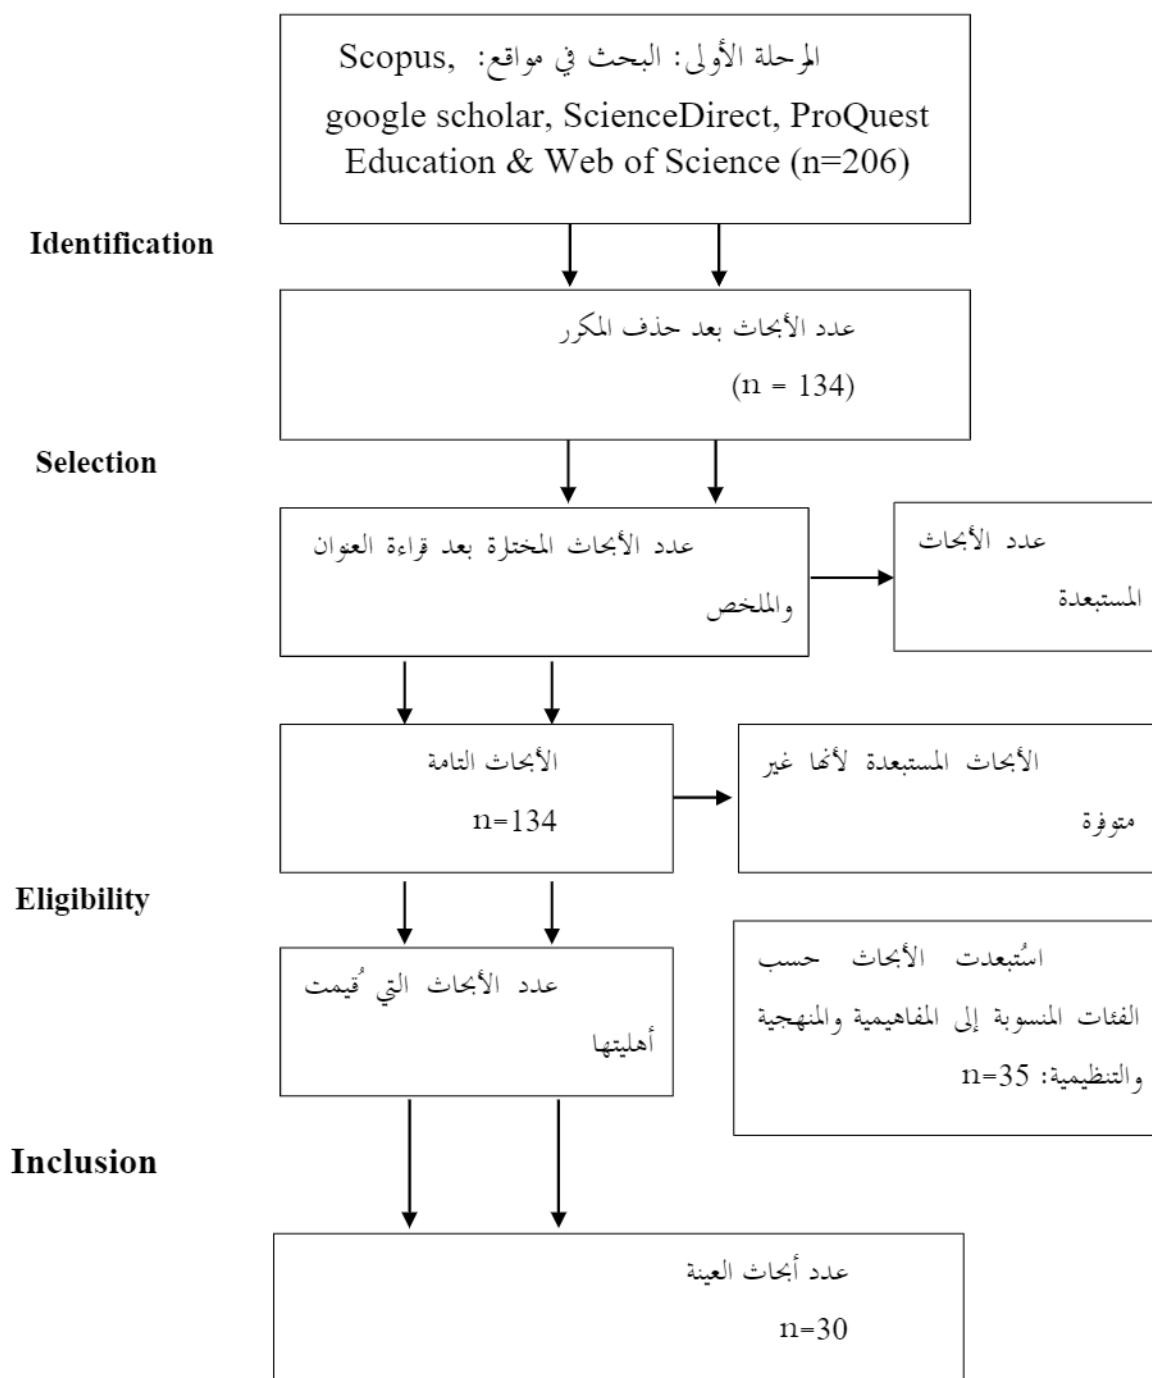 المرحلة الأولى: البحث في مواقع: Scopus,
google scholar, ScienceDirect, ProQuest
Education & Web of Science (n=206)
Identification
عدد الأبحاث بعد حذف المكرر
(n = 134)
Selection
عدد الأبحاث المختارة بعد قراءة العنوان
والملخص
عدد الأبحاث
المستبعدة
الأبحاث التامة
n=134
الأبحاث المستبعدة لأنها غير
متوفرة
Eligibility
عدد الأبحاث التي قُيمت
أهليتها
استُبعدت الأبحاث حسب
الفئات المنسوبة إلى المفاهيمية والمنهجية
والتنظيمية: n=35
Inclusion
عدد أبحاث العينة
n=30